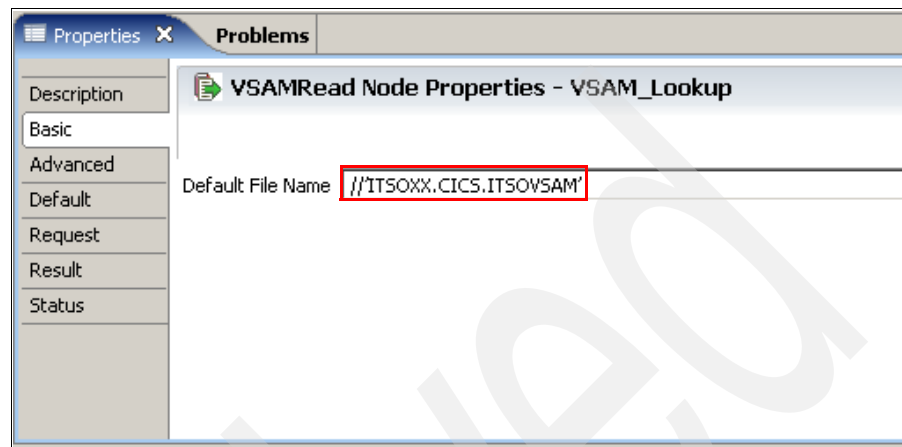 Properties Problems
VSAMRead Node Properties - VSAM_Lookup
Description
Basic
Advanced
Default
Request
Result
Status
Default File Name //'ITSOXX.CICS.ITSOVSAM'